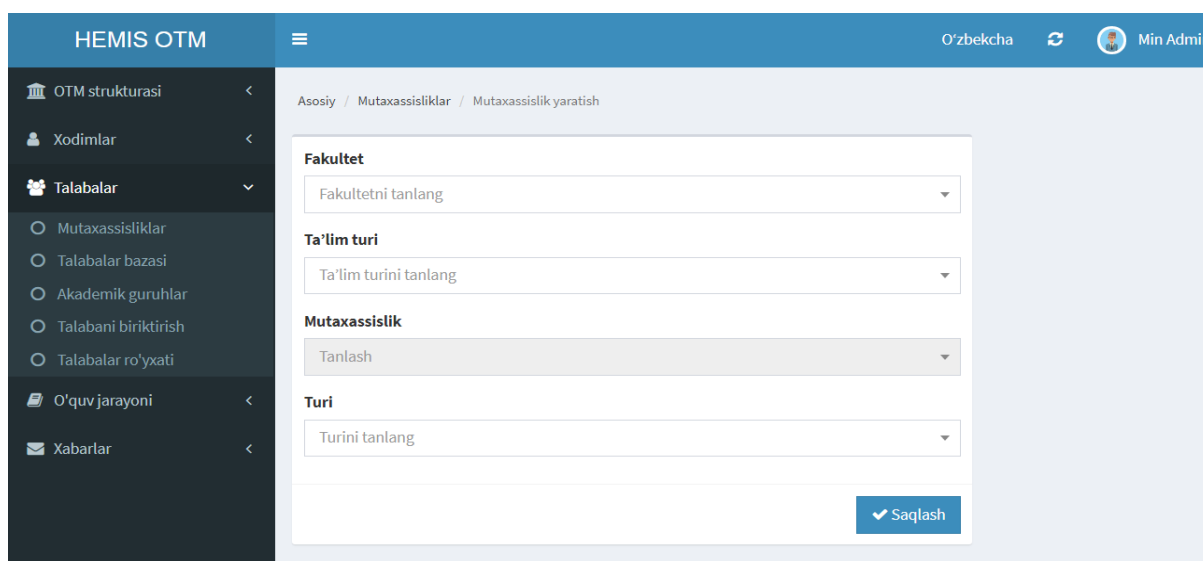 HEMIS OTM
O'zbekcha
Min Admi
OTM strukturasi
Xodimlar
Talabalar
Mutaxassisliklar
Talabalar bazasi
Akademik guruhlar
Talabani biriktirish
Talabalar ro'yxati
O'quv jarayoni
Xabarlar
Asosiy / Mutaxassisliklar / Mutaxassislik yaratish
Fakultet
Fakultetni tanlang
Ta’lim turi
Ta’lim turini tanlang
Mutaxassislik
Tanlash
Turi
Turini tanlang
Saqlash